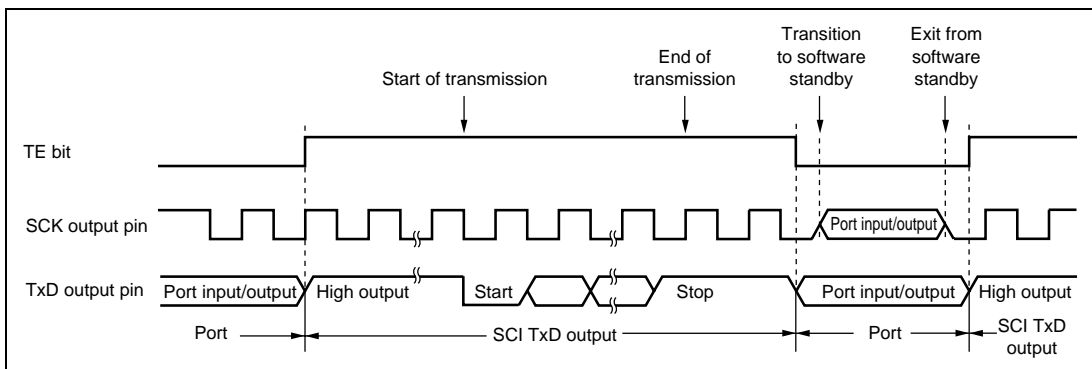 Transition
to software
standby
Exit from
software
standby
End of
transmission
Start of transmission
TE bit
SCK output pin
Port input/output
TxD output pin
Port input/output
High output
Start
Stop
Port input/output
High output
Port
SCI TxD output
Port
SCI TxD
output